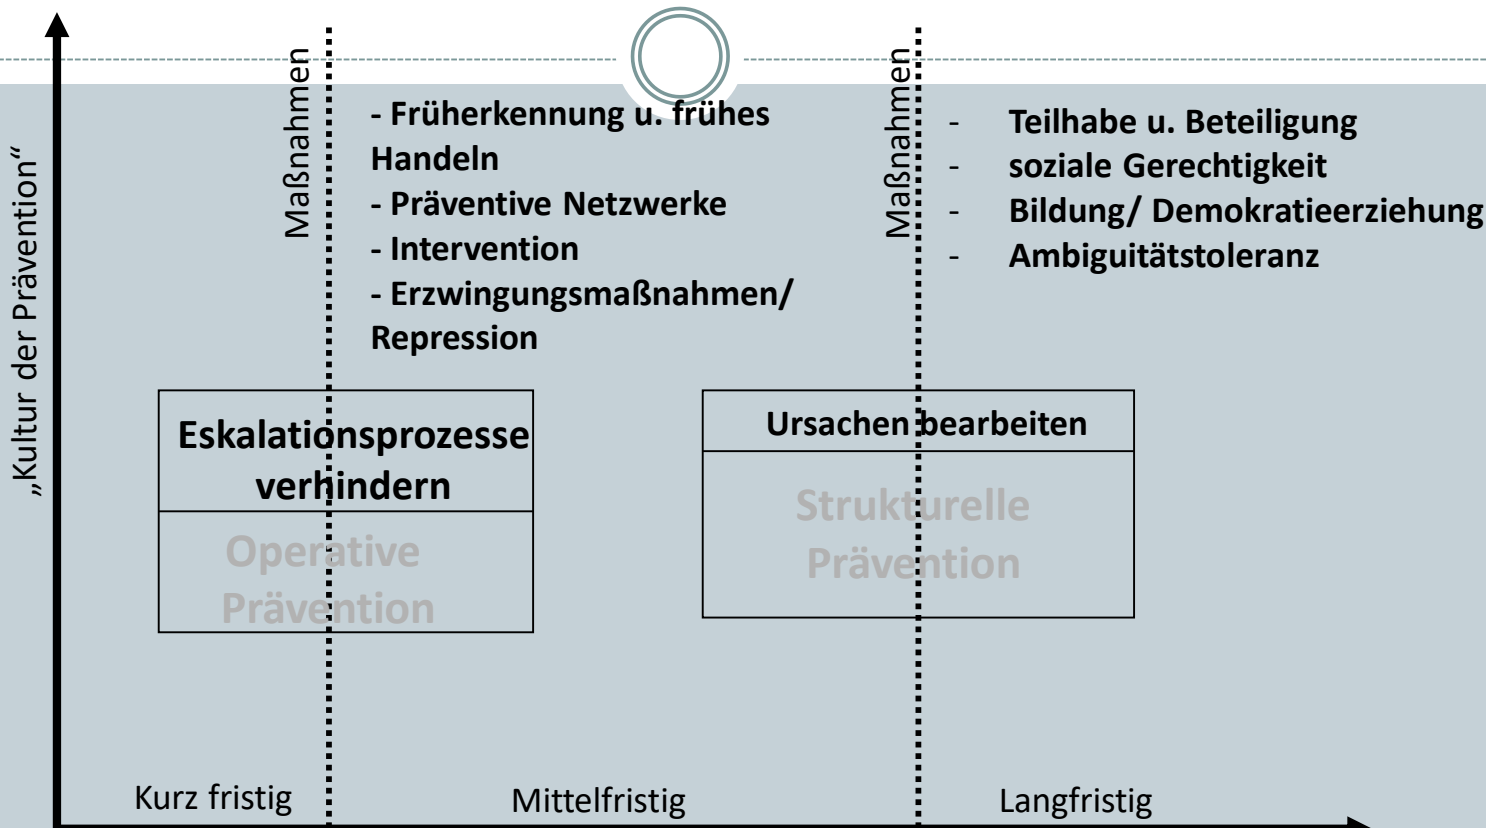 „Kultur der Prävention“
Maßnahmen
- Früherkennung u. frühes
Handeln
- Präventive Netzwerke
- Intervention
- Erzwingungsmaßnahmen/
Repression
Maßnahmen
- Teilhabe u. Beteiligung
- soziale Gerechtigkeit
- Bildung/ Demokratieerziehung
- Ambiguitätstoleranz
Eskalationsprozesse
verhindern
Operative
Prävention
Ursachen bearbeiten
Strukturelle
Prävention
Kurz fristig
Mittelfristig
Langfristig